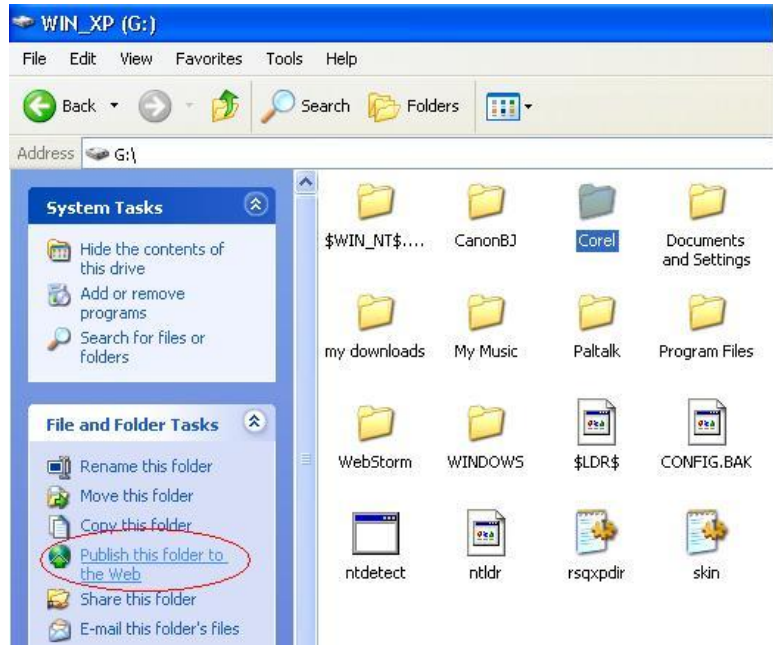 WIN_XP (G:)
File Edit View Favorites Tools Help
Back Search Folders
Address G:\
System Tasks
Hide the contents of
this drive
Add or remove
programs
Search for files or
folders
File and Folder Tasks
Rename this folder
Move this folder
Copy this folder
Publish this folder to
the Web
Share this folder
E-mail this folder's files
$WIN_NT$.... CanonBJ Corel Documents
and Settings
my downloads My Music Paltalk Program Files
WebStorm WINDOWS $LDR$ CONFIG.BAK
ntdetect ntldr rsqxpdir skin